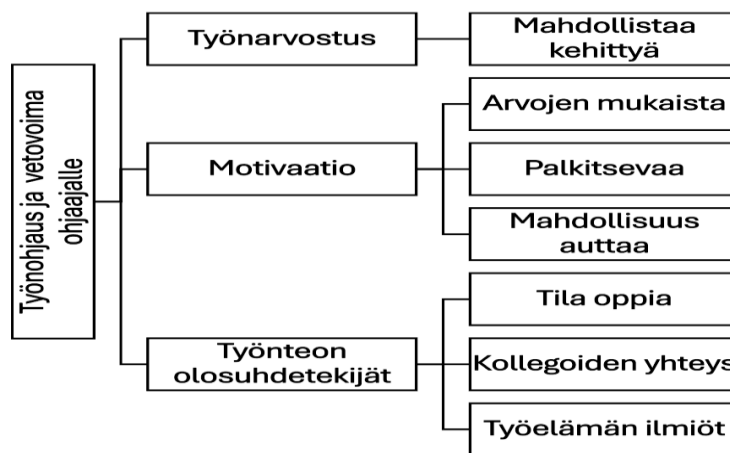 Työnohjaus ja vetovoima
ohjaajalle
Työnarvostus
Mahdollistaa
kehittyä
Motivaatio
Arvojen mukaista
Palkitsevaa
Mahdollisuus
auttaa
Työnteon
olosuhdetekijät
Tila oppia
Kollegoiden yhteys
Työelämän ilmiöt